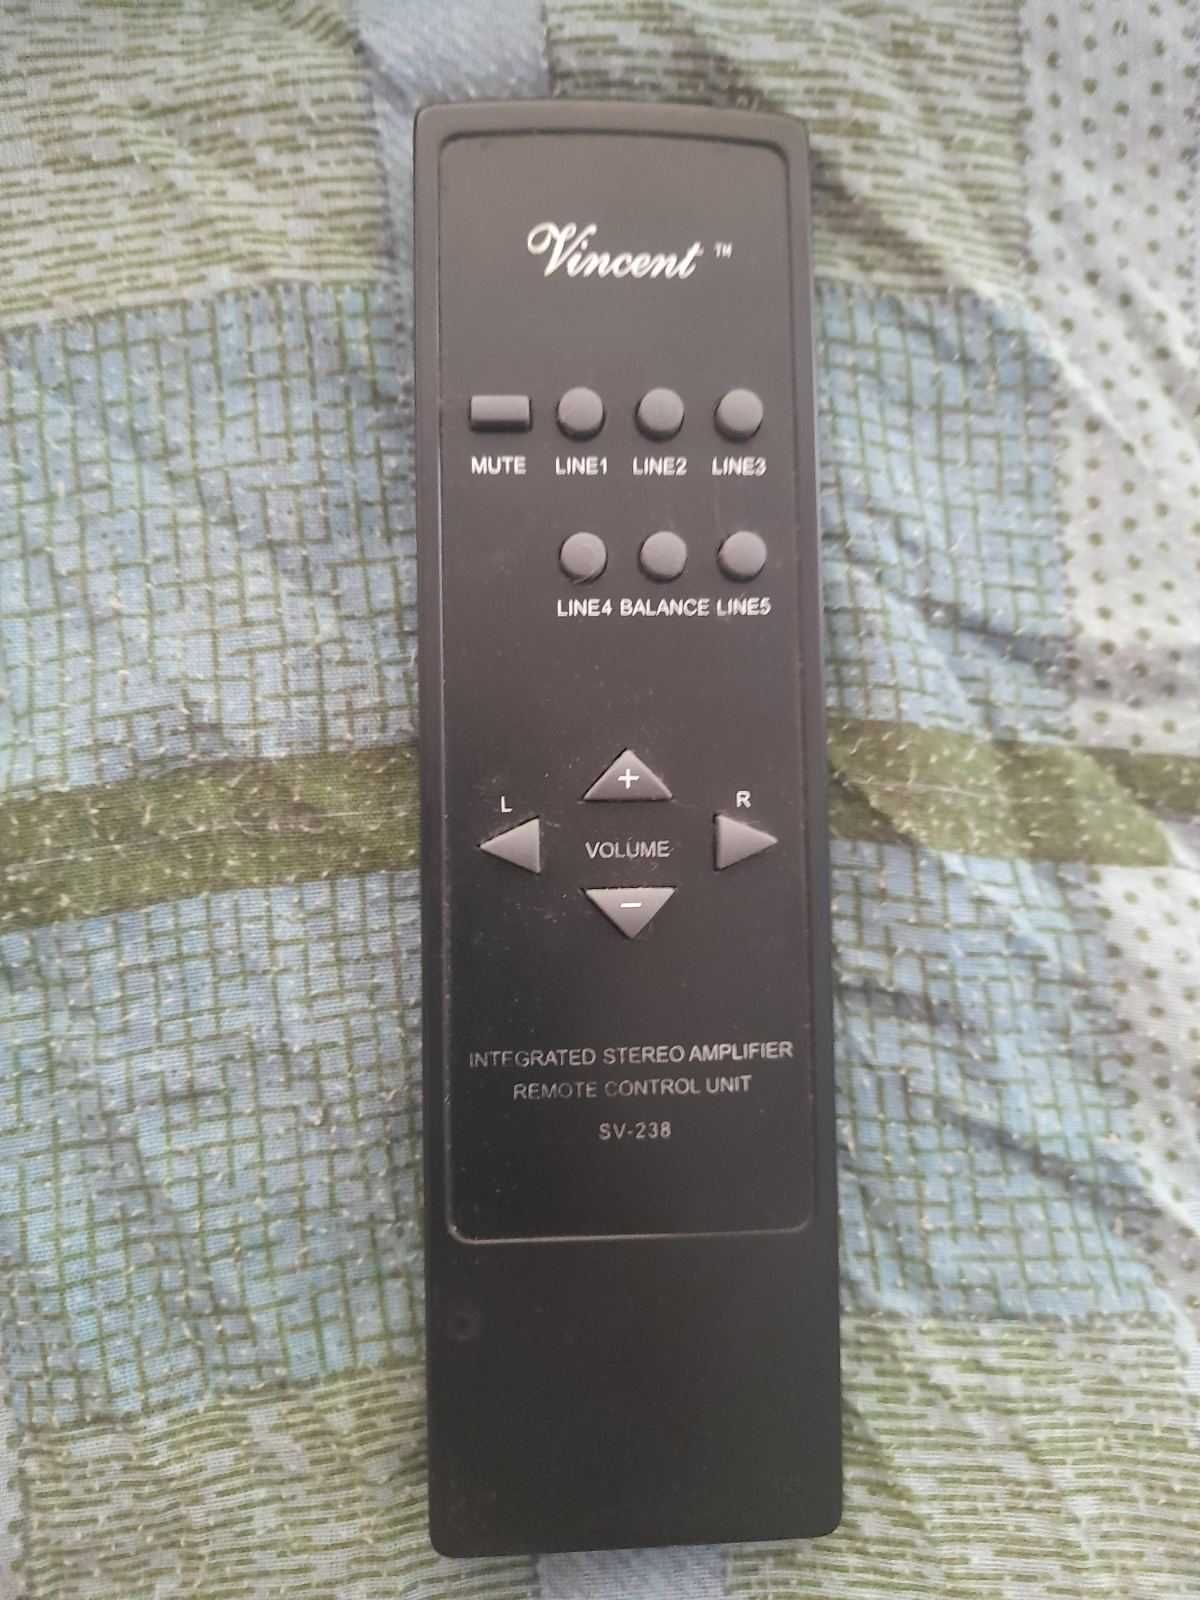 Vincent ™
MUTE LINE1 LINE2 LINE3
LINE4 BALANCE LINE5
+
L R
VOLUME
−
INTEGRATED STEREO AMPLIFIER
REMOTE CONTROL UNIT
SV-238